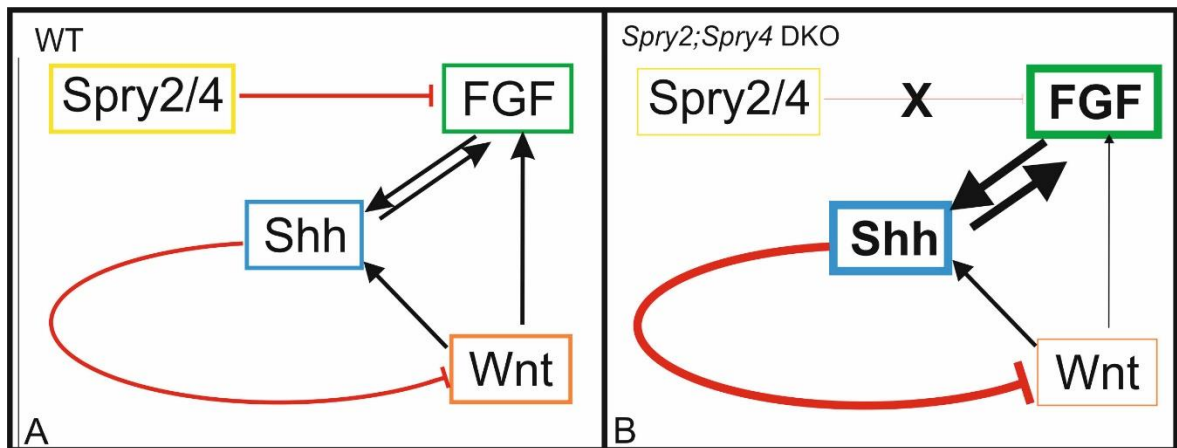 WT
Spry2/4
FGF
Shh
Wnt
A
Spry2;Spry4 DKO
Spry2/4
X
FGF
Shh
Wnt
B